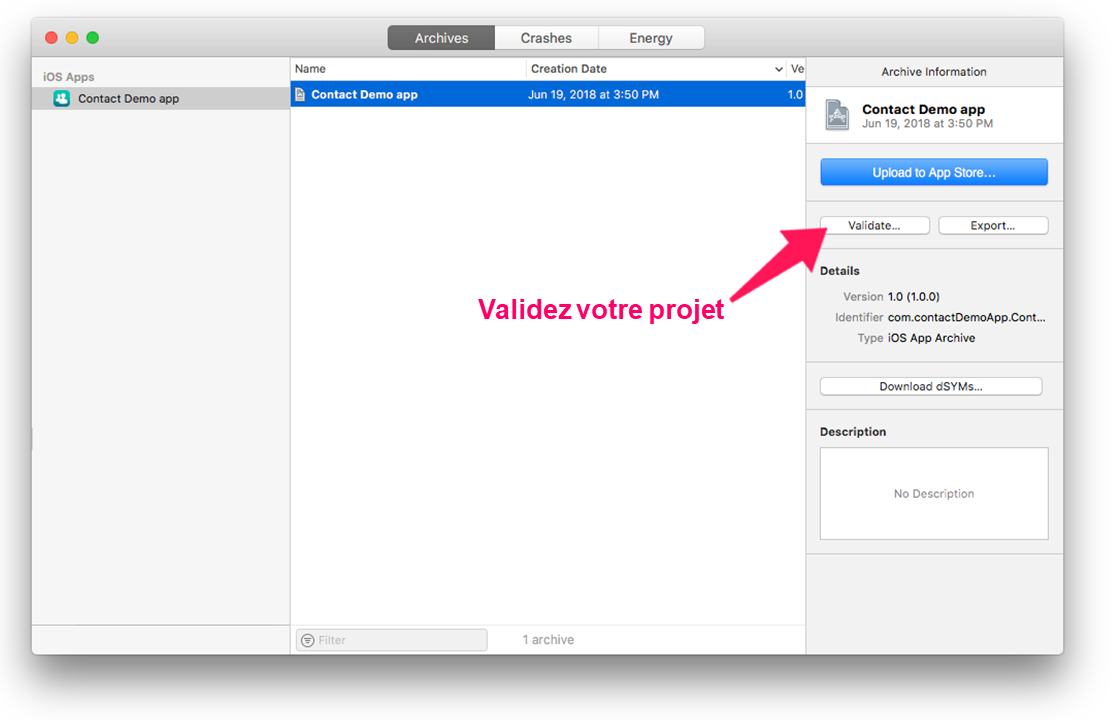 Archives Crashes Energy
iOS Apps
Contact Demo app
Name Creation Date Ve
Contact Demo app Jun 19, 2018 at 3:50 PM 1.0
Archive Information
Contact Demo app
Jun 19, 2018 at 3:50 PM
Upload to App Store...
Validate... Export...
Validez votre projet
Details
Version 1.0 (1.0.0)
Identifier com.contactDemoApp.Cont...
Type iOS App Archive
Download dSYMs...
Description
No Description
Filter 1 archive